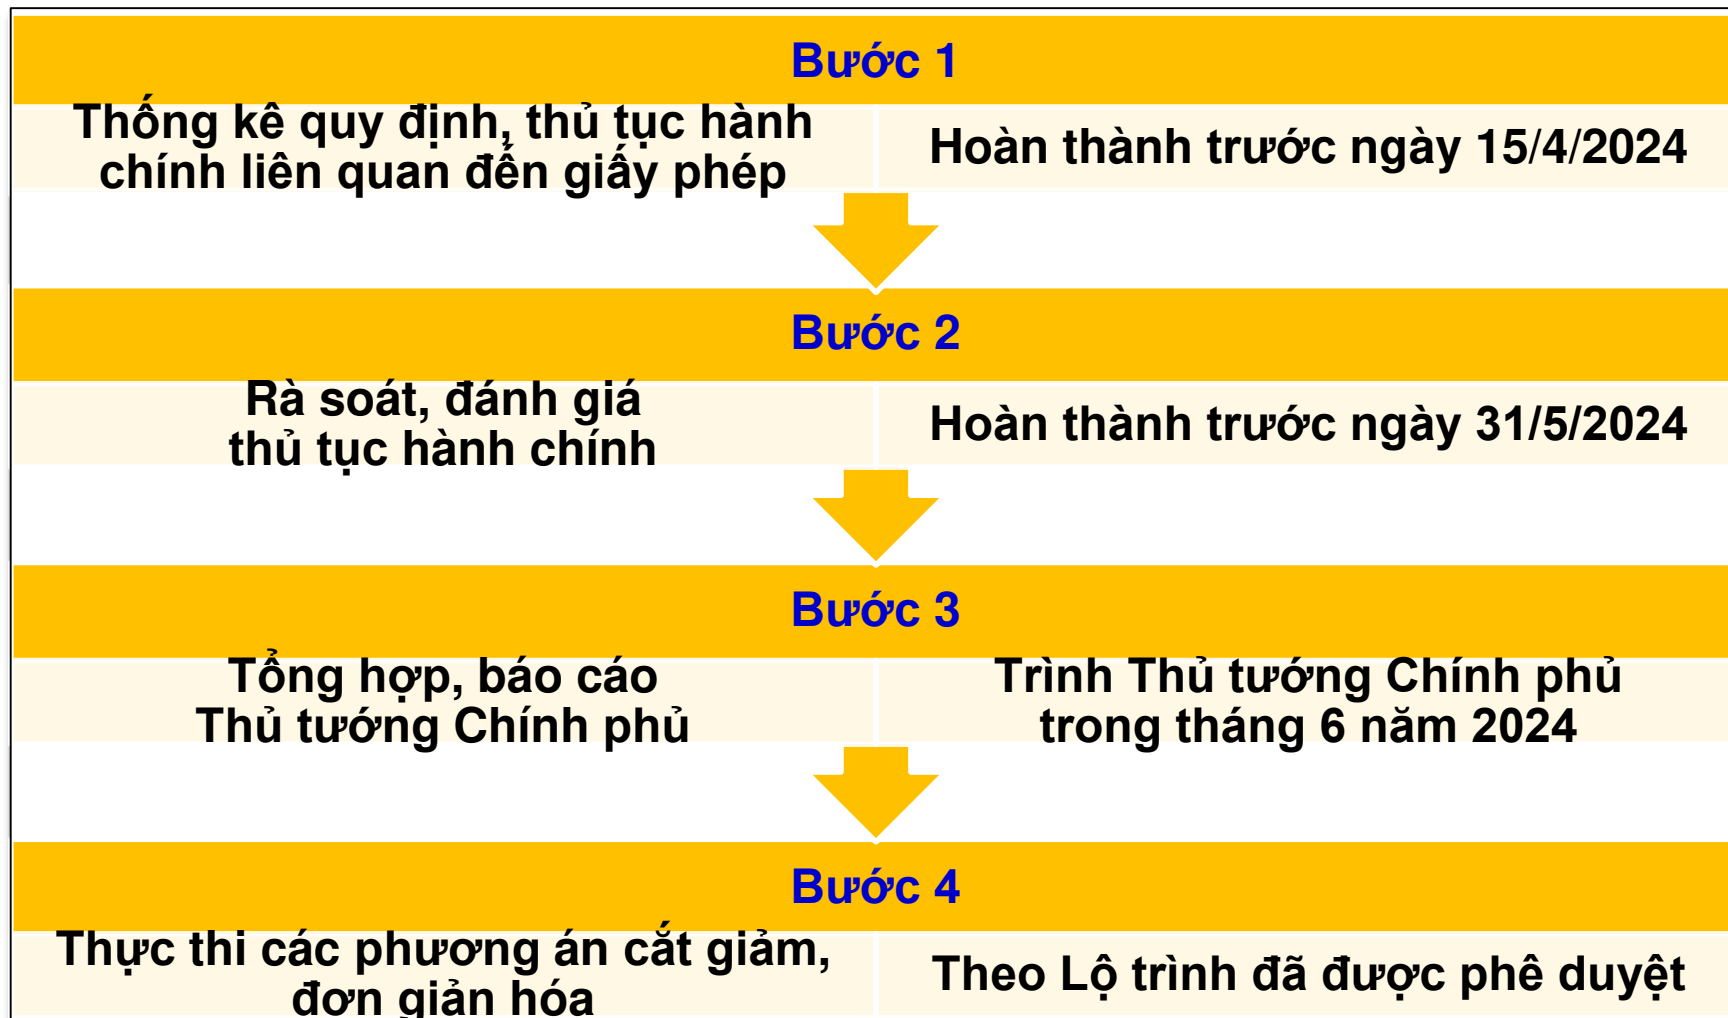 Bước 1
Thống kê quy định, thủ tục hành
chính liên quan đến giấy phép
Hoàn thành trước ngày 15/4/2024
Bước 2
Rà soát, đánh giá
thủ tục hành chính
Hoàn thành trước ngày 31/5/2024
Bước 3
Tổng hợp, báo cáo
Thủ tướng Chính phủ
Trình Thủ tướng Chính phủ
trong tháng 6 năm 2024
Bước 4
Thực thi các phương án cắt giảm,
đơn giản hóa
Theo Lộ trình đã được phê duyệt